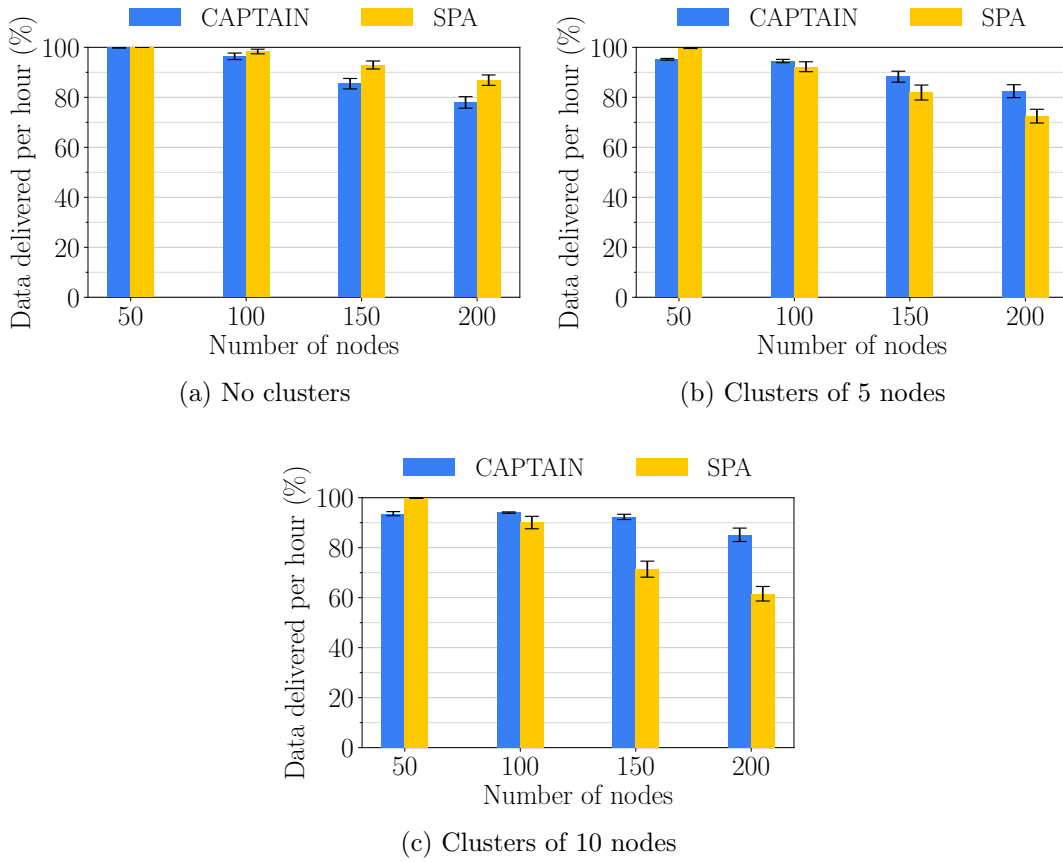 CAPTAIN SPA
Data delivered per hour (%)
100
80
60
40
20
0
50 100 150 200
Number of nodes
(a) No clusters
CAPTAIN SPA
Data delivered per hour (%)
100
80
60
40
20
0
50 100 150 200
Number of nodes
(b) Clusters of 5 nodes
CAPTAIN SPA
Data delivered per hour (%)
100
80
60
40
20
0
50 100 150 200
Number of nodes
(c) Clusters of 10 nodes